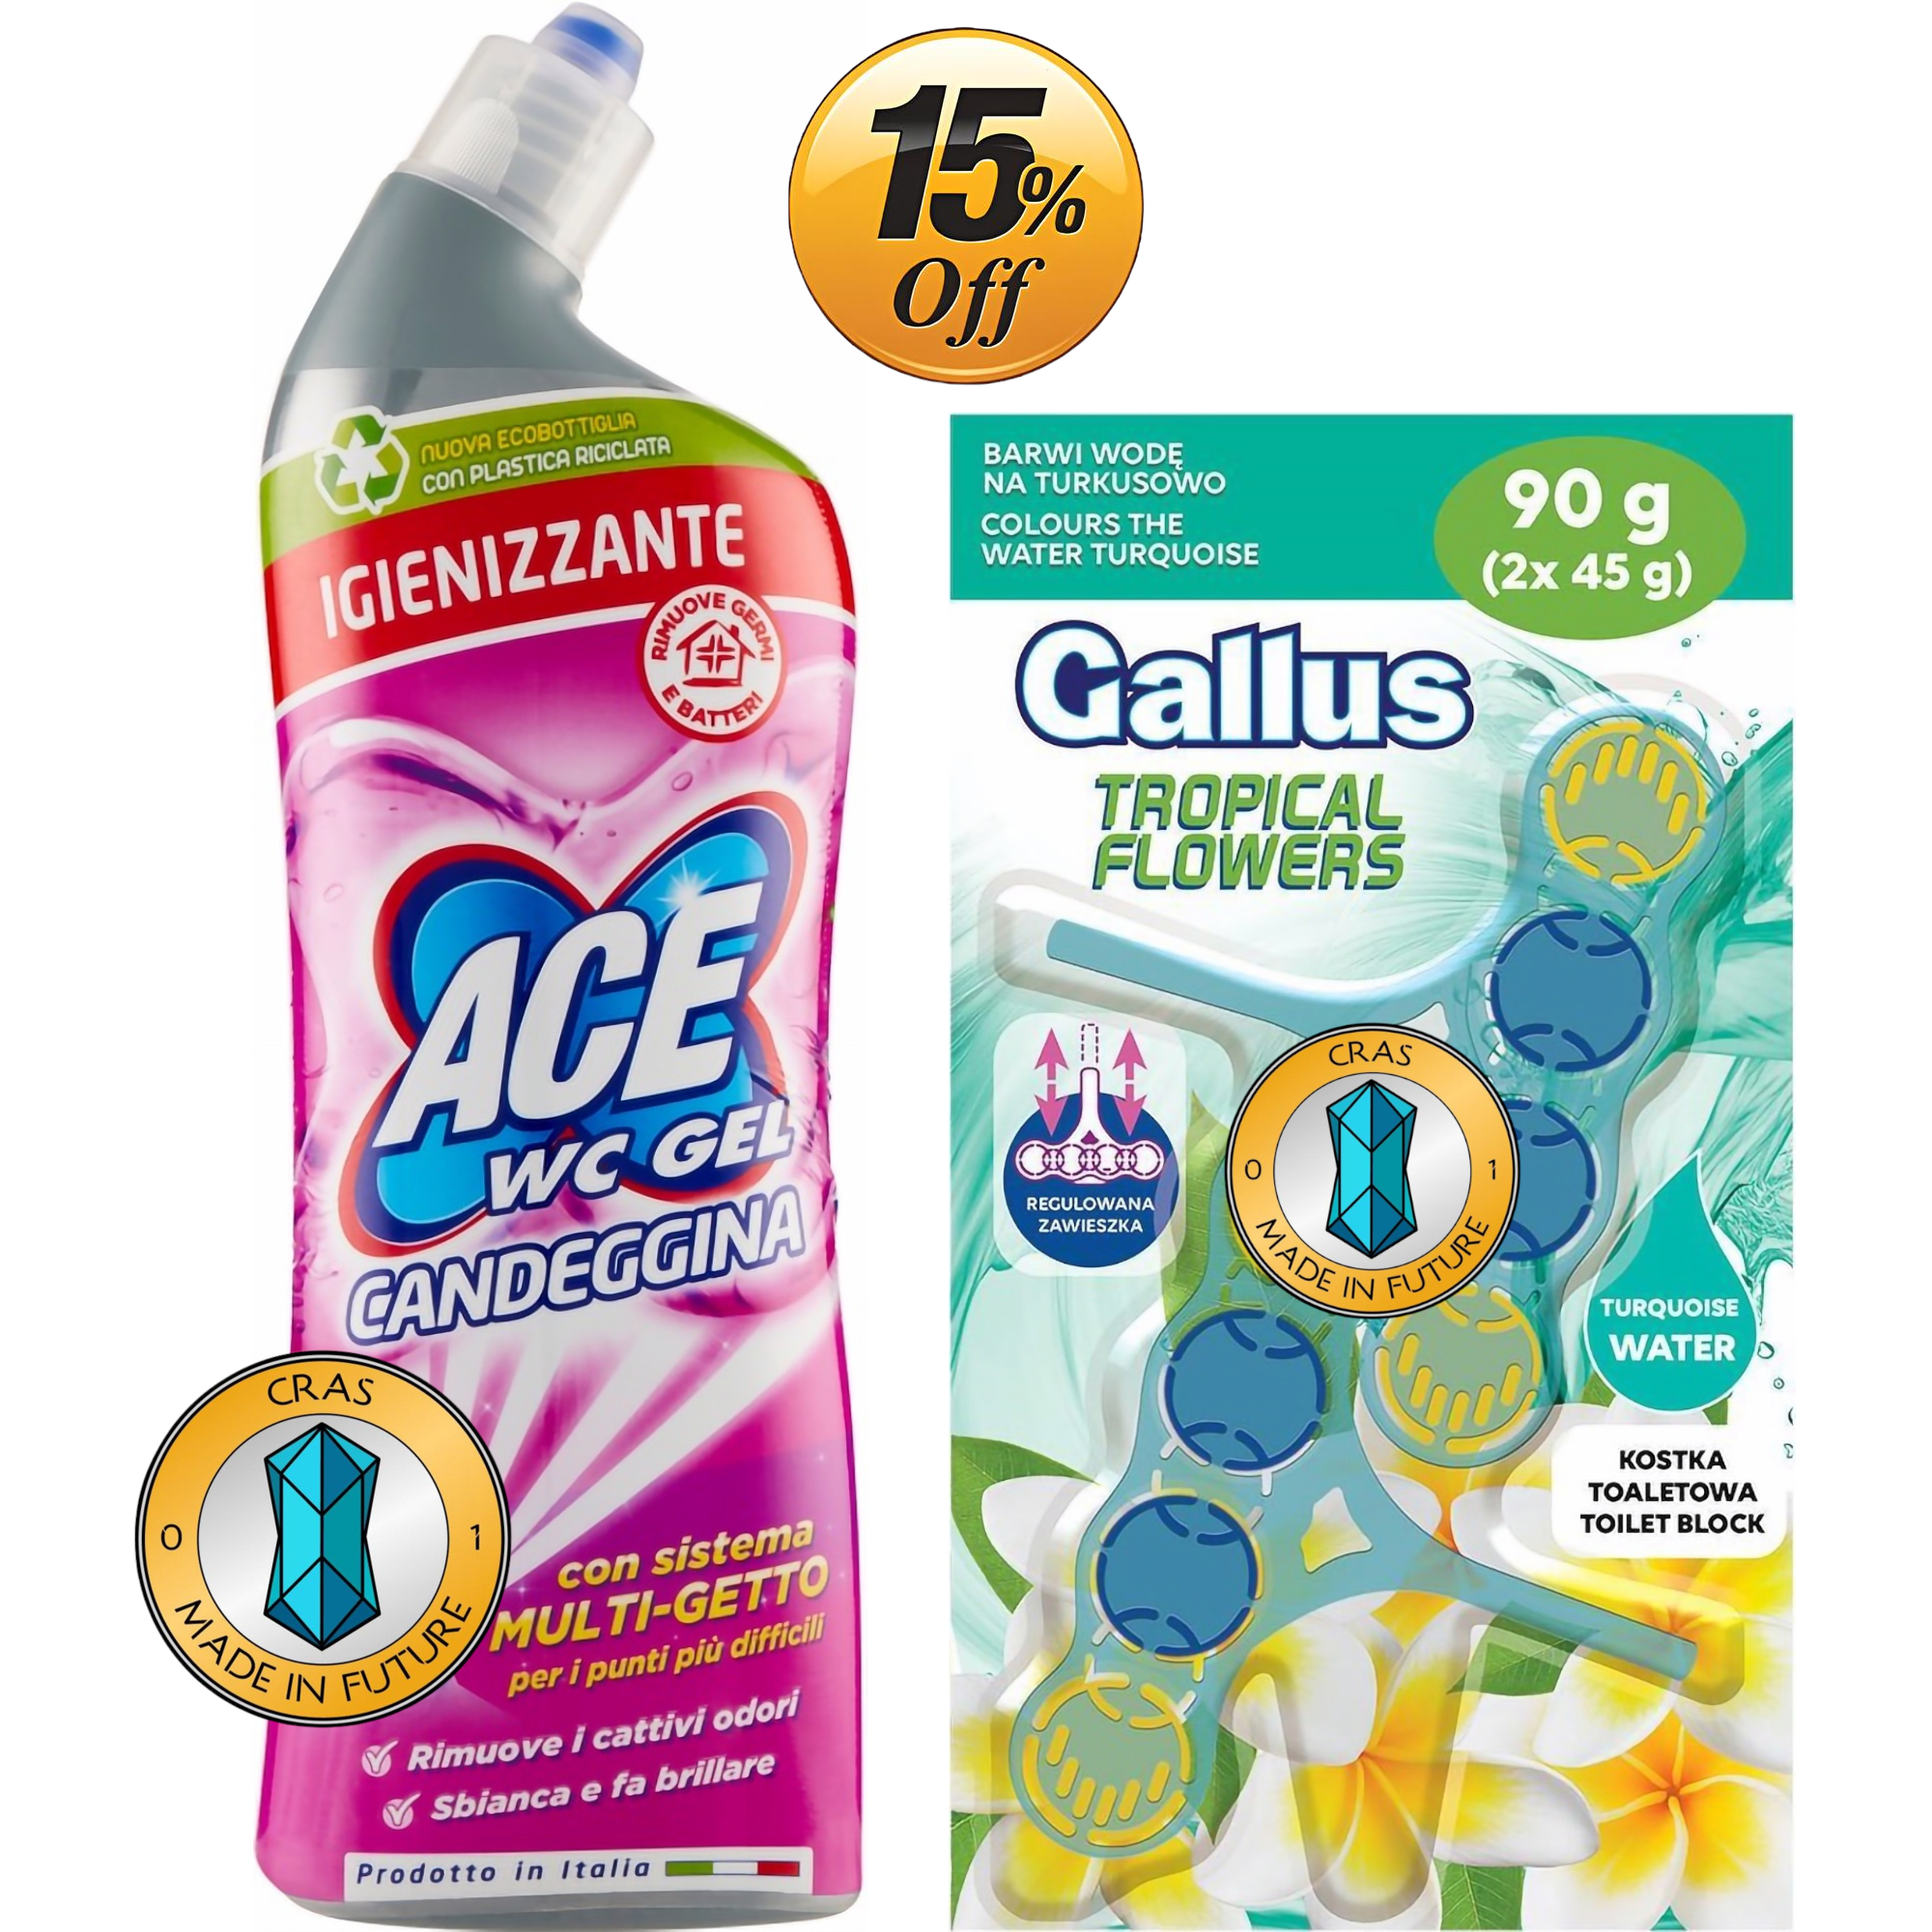 15%
Off
NUOVA ECOBOTTIGLIA
CON PLASTICA RICICLATA
IGIENIZZANTE
RIMUOVE GERMI
E BATTERI
ACE
WC GEL
CANDEGGINA
CRAS
0 1
MADE IN FUTURE
con sistema
MULTI-GETTO
per i punti più difficili
Rimuove i cattivi odori
Sbianca e fa brillare
Prodotto in Italia
BARWI WODĘ
NA TURKUSOWO
COLOURS THE
WATER TURQUOISE
90 g
(2x 45 g)
Gallus
TROPICAL
FLOWERS
REGULOWANA
ZAWIESZKA
CRAS
0 1
MADE IN FUTURE
TURQUOISE
WATER
KOSTKA
TOALETOWA
TOILET BLOCK